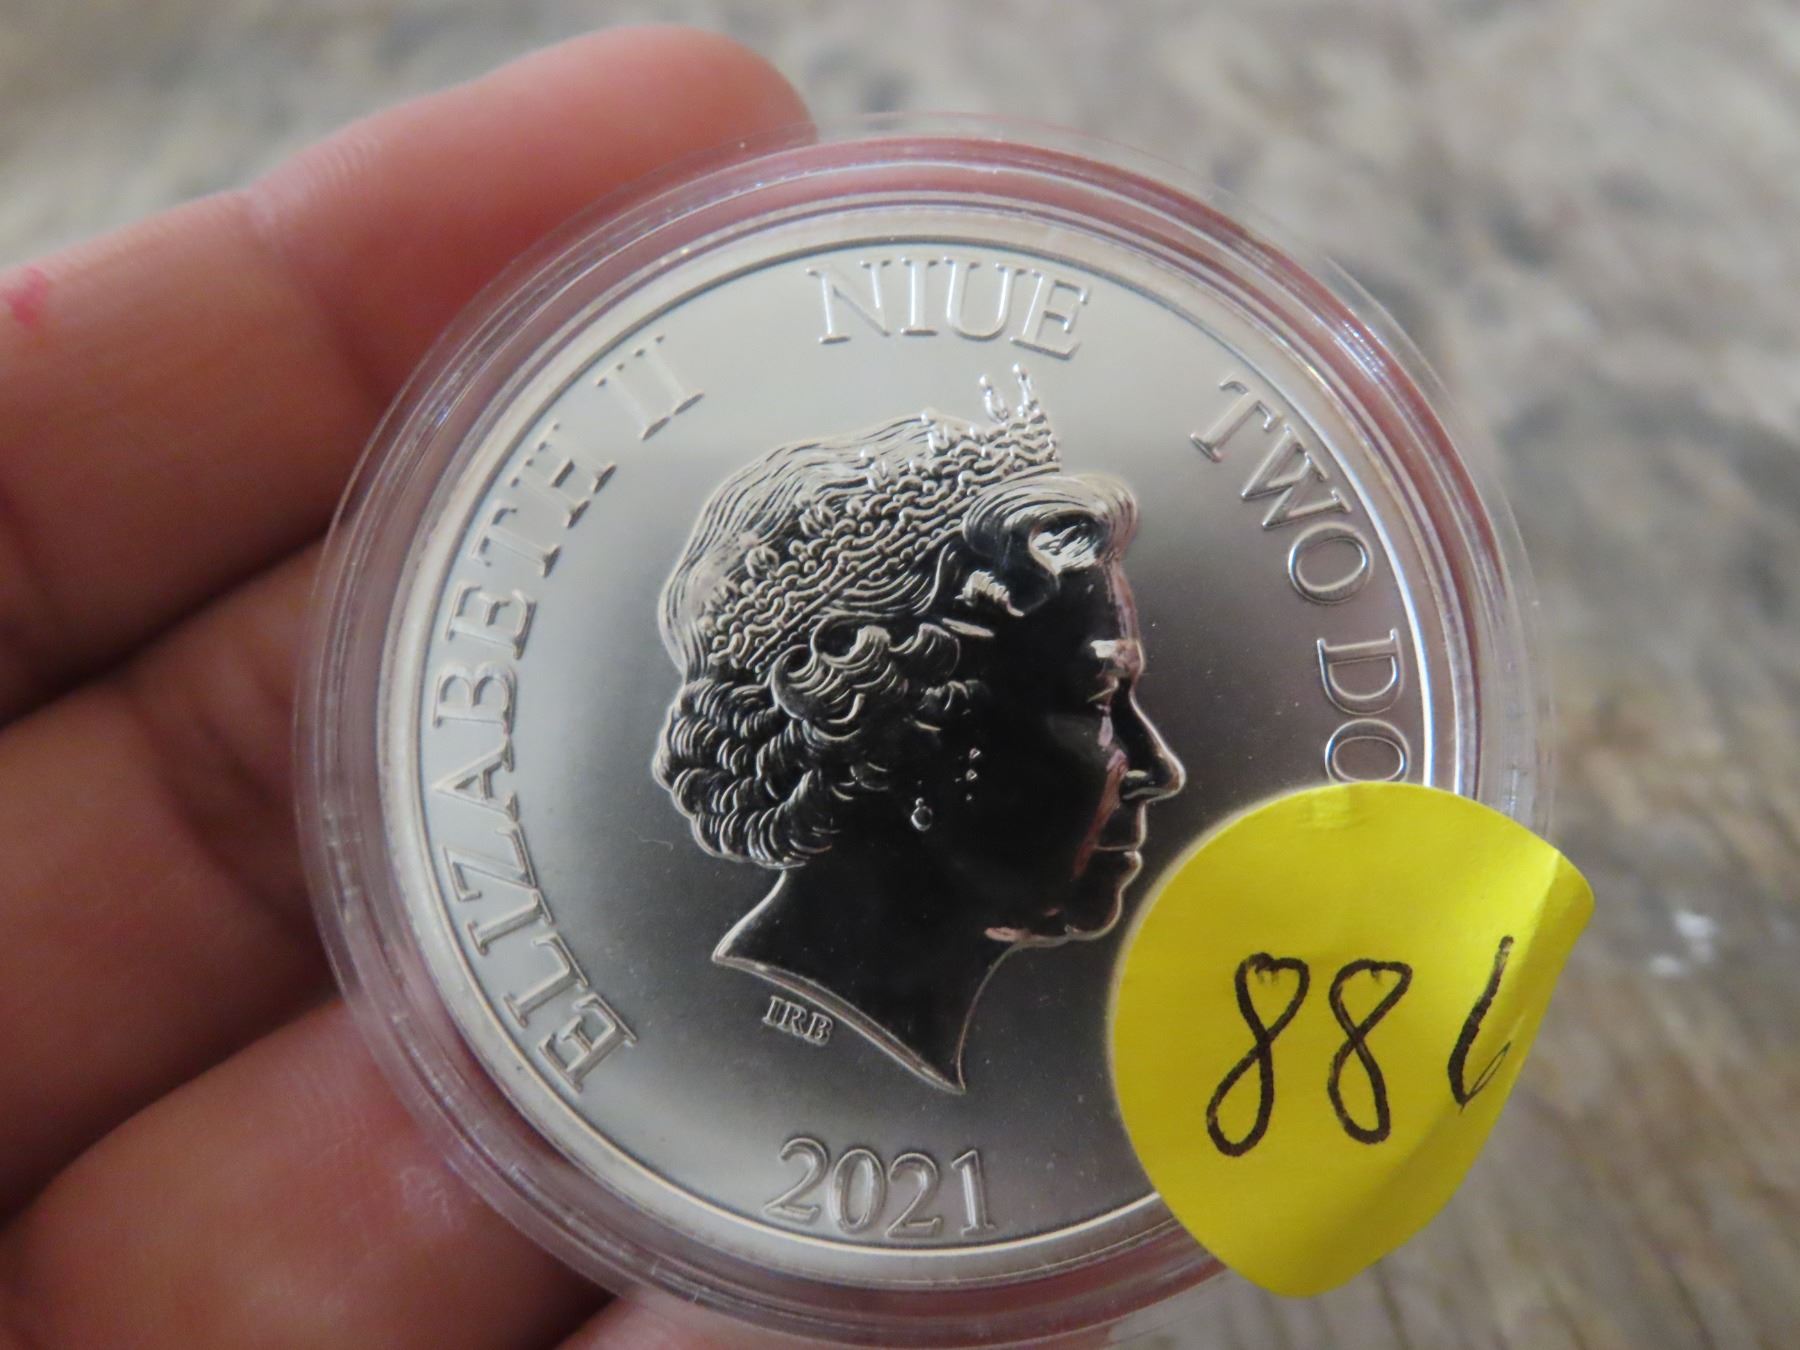 ELIZABETH II
NIUE
TWO DO
IRB
2021
886